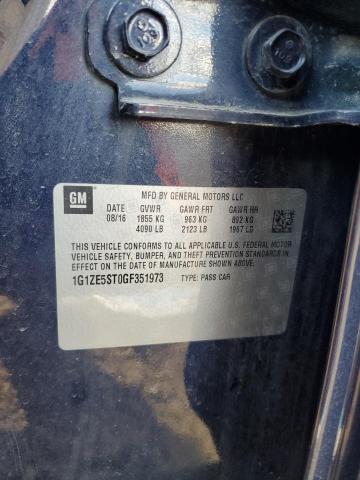 GM
MFD BY GENERAL MOTORS LLC
DATE GVWR GAWR FRT GAWR RR
08/16 1855 KG 963 KG 892 KG
4090 LB 2123 LB 1967 LB
THIS VEHICLE CONFORMS TO ALL APPLICABLE U.S. FEDERAL MOTOR
VEHICLE SAFETY, BUMPER, AND THEFT PREVENTION STANDARDS IN
EFFECT ON THE DATE OF MANUFACTURE SHOWN ABOVE.
1G1ZE5ST0GF351973 TYPE: PASS CAR